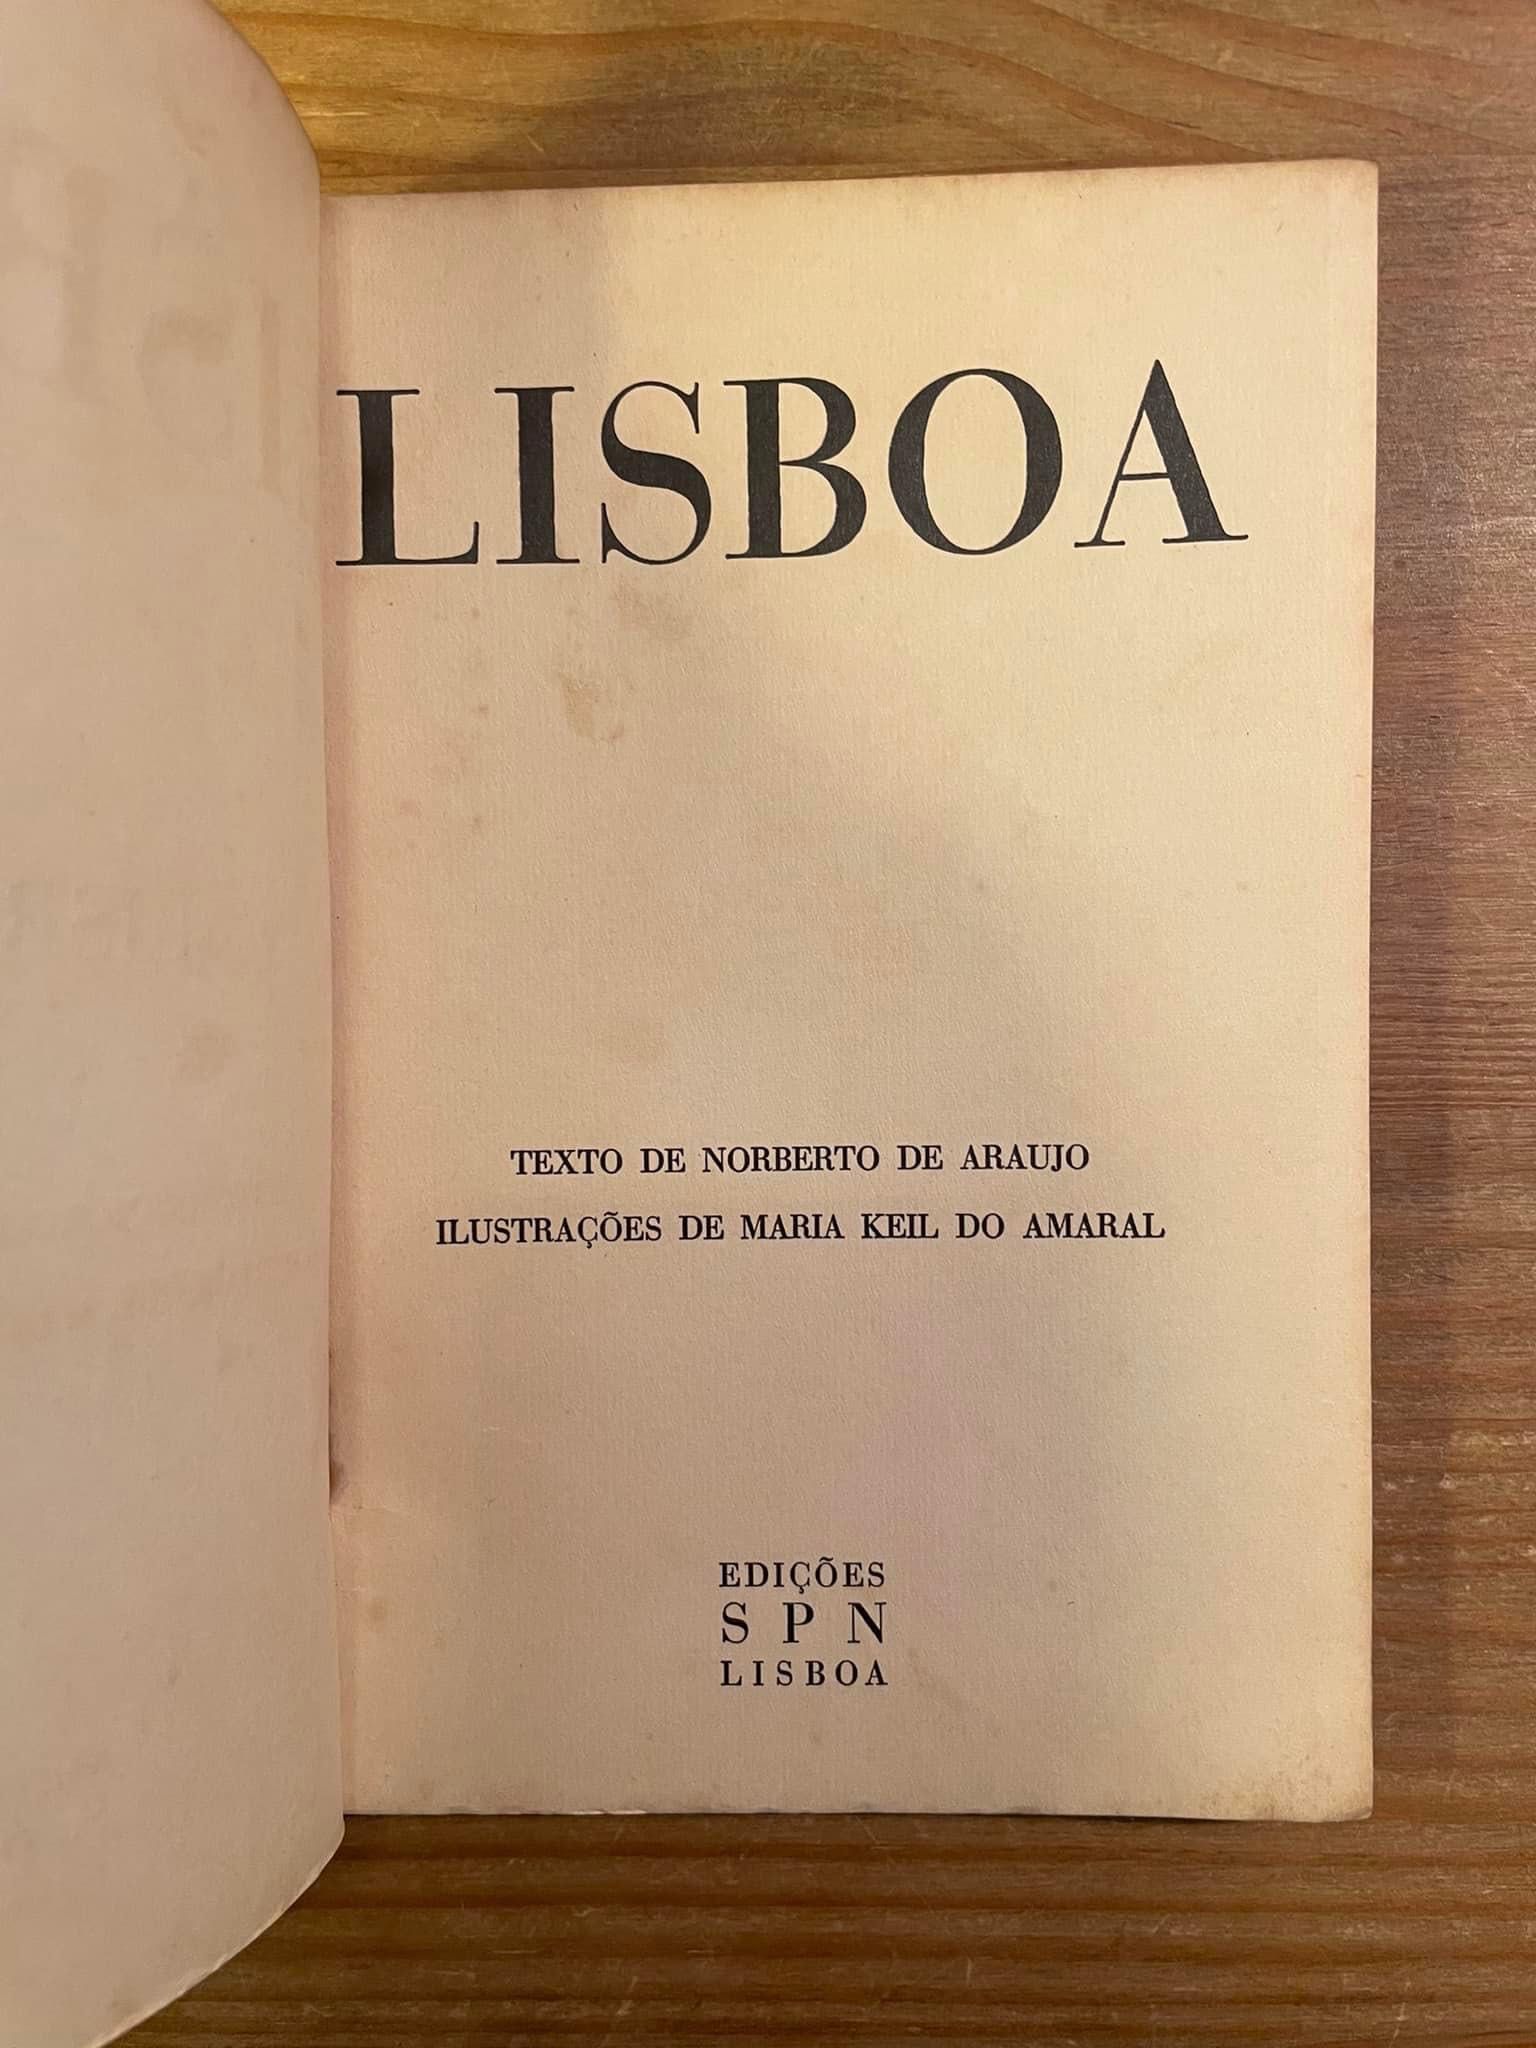 LISBOA
TEXTO DE NORBERTO DE ARAUJO
ILUSTRAÇÕES DE MARIA KEIL DO AMARAL
EDIÇÕES
S P N
LISBOA